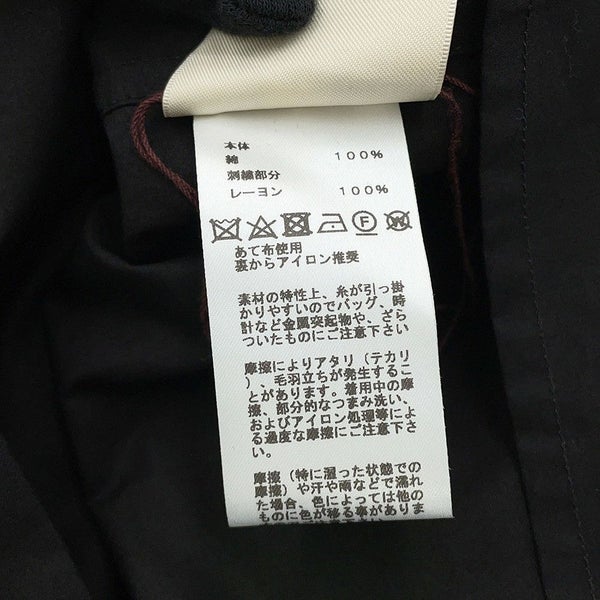 本体
綿 100%
刺繍部分
レーヨン 100%
F W
あて布使用
裏からアイロン推奨
素材の特性上、糸が引っ掛
かりやすいのでバッグ、時
計など金属突起物や、ざら
ついたものにご注意下さい
摩擦によりアタリ(テカリ
)、毛羽立ちが発生するこ
とがあります。着用中の摩
擦、部分的なつまみ洗い、
およびアイロン処理等によ
る過度な摩擦にご注意下さ
い。
摩擦(特に湿った状態での
摩擦)や汗や雨などで濡れ
た場合、色によっては他の
ものに色が移る事がありま